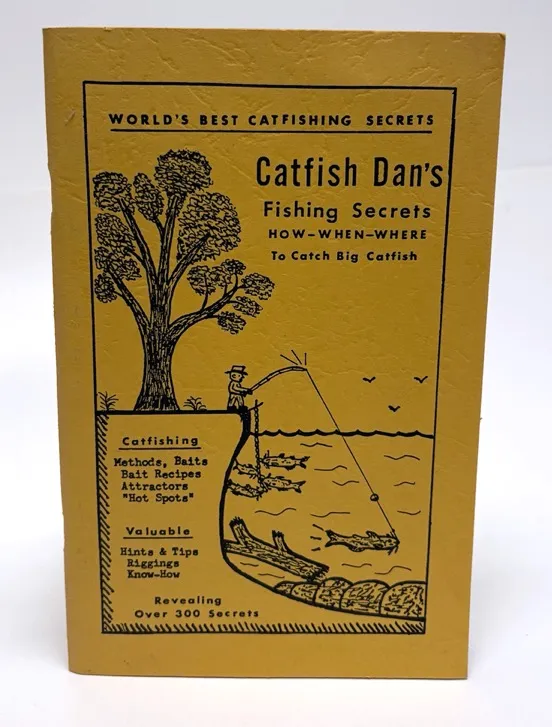 WORLD'S BEST CATFISHING SECRETS
Catfish Dan's
Fishing Secrets
HOW-WHEN-WHERE
To Catch Big Catfish
Catfishing
Methods, Baits
Bait Recipes
Attractors
"Hot Spots"
Valuable
Hints & Tips
Riggings
Know-How
Revealing
Over 300 Secrets